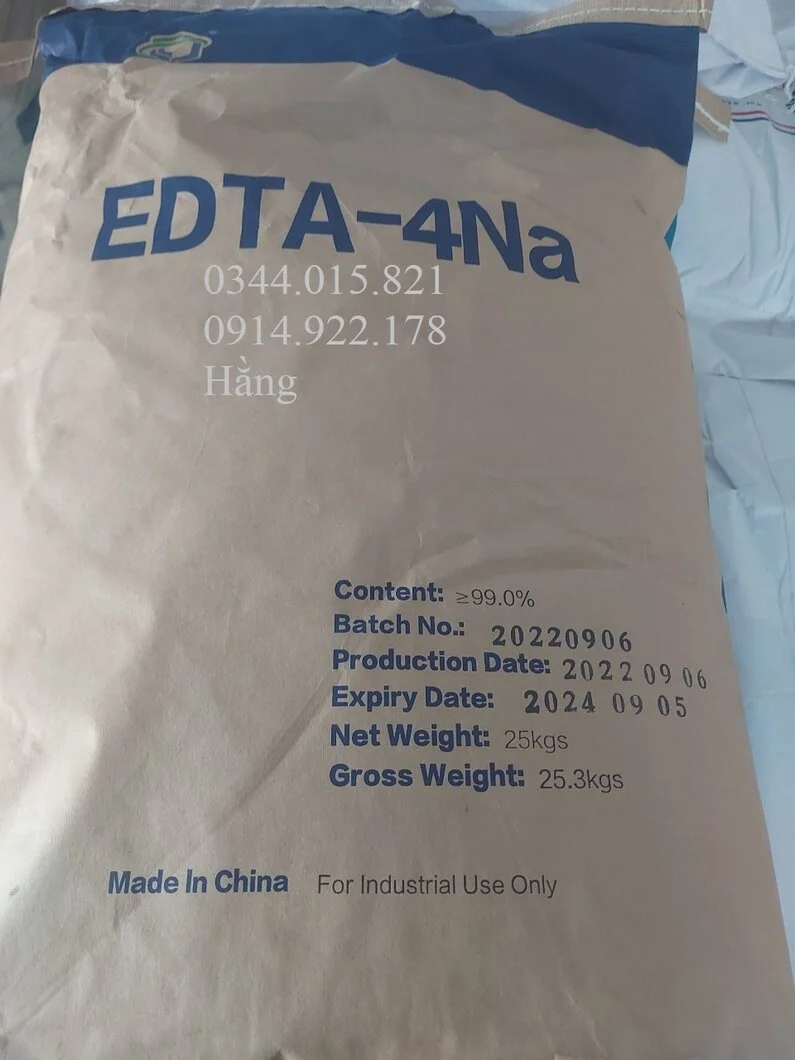 EDTA-4Na
0344.015.821
0914.922.178
Hằng
Content: ≥99.0%
Batch No.: 20220906
Production Date: 2022 09 06
Expiry Date: 2024 09 05
Net Weight: 25kgs
Gross Weight: 25.3kgs
Made In China For Industrial Use Only